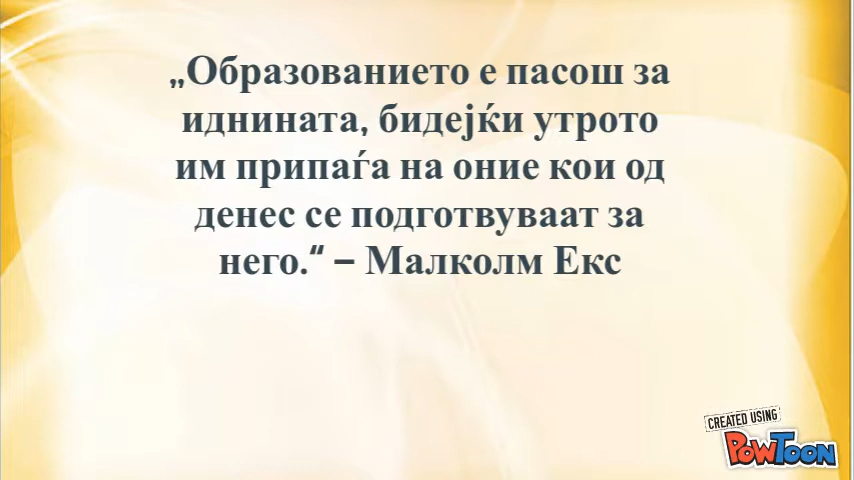 „Образованието е пасош за
иднината, бидејќи утрото
им припаѓа на оние кои од
денес се подготвуваат за
него.“ – Малколм Екс
CREATED USING
POWTOON